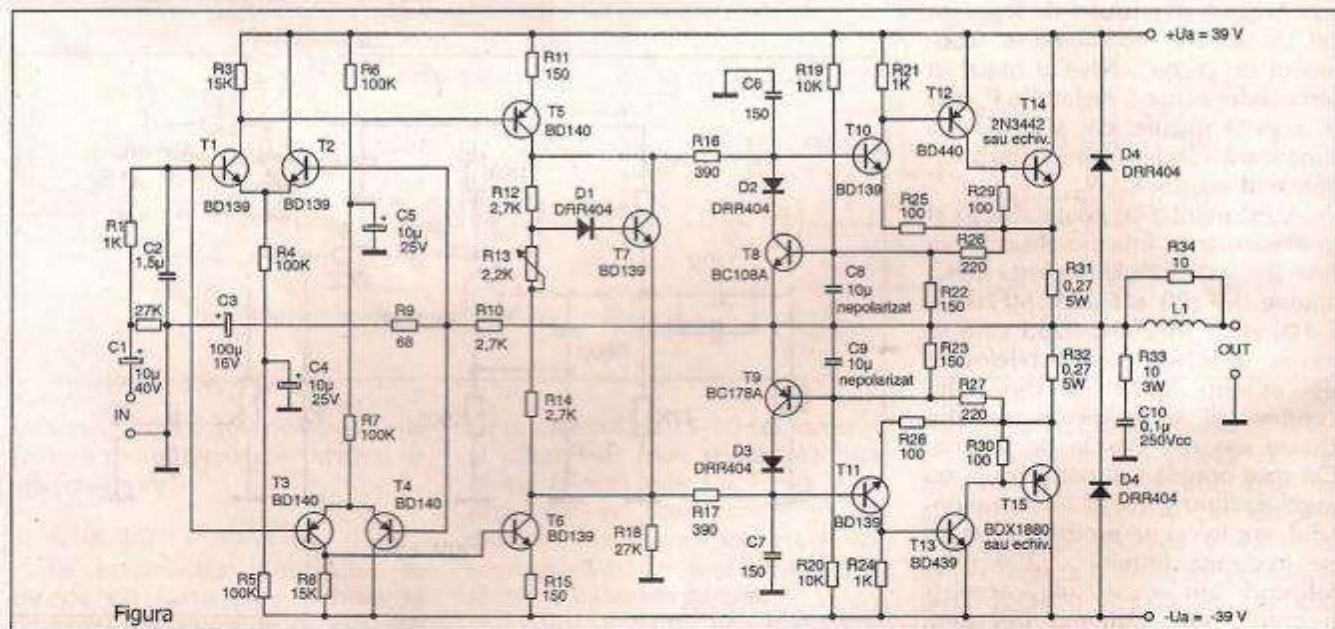 +Ua = 39 V
R3
15K
R6
100K
R11
150
T5
BD140
C6
150
R19
10K
R21
1K
T12
BD440
T14
2N3442
sau echiv.
T1
BD139
T2
BD139
R16
390
T10
BD139
D4
DRR404
R1
1K
C2
1,5µ
C5
10µ
25V
R12
2,7K
D1
DRR404
T7
BD139
D2
DRR404
R25
100
R29
100
R4
100K
R13
2,2K
T8
BC108A
R26
220
R31
0,27
5W
R34
10
C8
10µ
nepolarizat
R22
150
27K
C3
100µ
16V
R9
68
R10
2,7K
L1
OUT
C1
10µ
40V
C4
10µ
25V
C9
10µ
nepolarizat
R23
150
R32
0,27
5W
R33
10
3W
IN
R7
100K
R14
2,7K
T9
BC178A
R27
220
C10
0,1µ
250Vcc
R28
100
R30
100
T3
BD140
T4
BD140
D3
DRR404
T6
BD139
R17
390
T11
BD139
T15
BDX1880
sau echiv.
D4
DRR404
R18
27K
C7
150
T13
BD439
R5
100K
R8
15K
R15
150
R20
10K
R24
1K
Figura
-Ua = -39 V